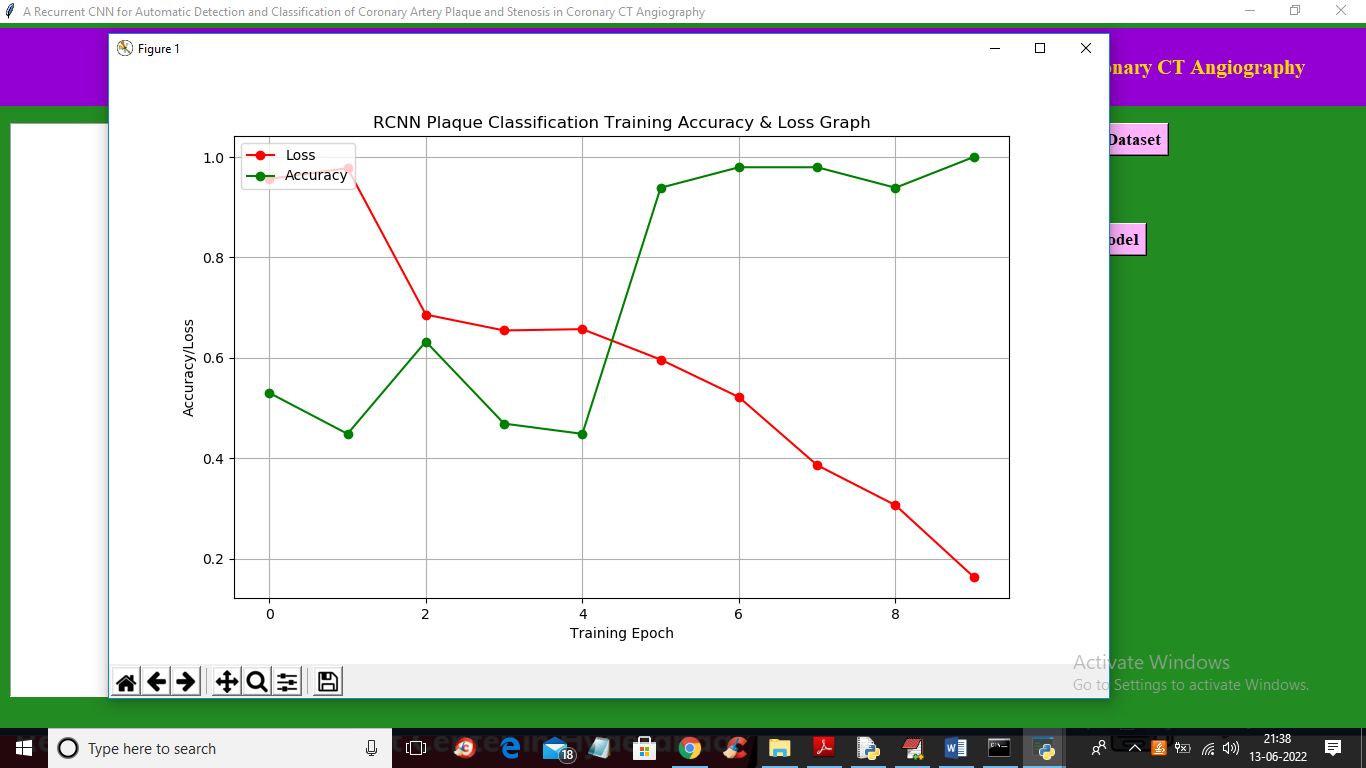 A Recurrent CNN for Automatic Detection and Classification of Coronary Artery Plaque and Stenosis in Coronary CT Angiography
Figure 1
CT Angiography
RCNN Plaque Classification Training Accuracy & Loss Graph
Loss
Accuracy
Dataset
1.0
0.8
0.6
0.4
0.2
Accuracy/Loss
0
2
4
6
8
Training Epoch
Activate Windows
Go to Settings to activate Windows.
Type here to search
18
21:38
13-06-2022